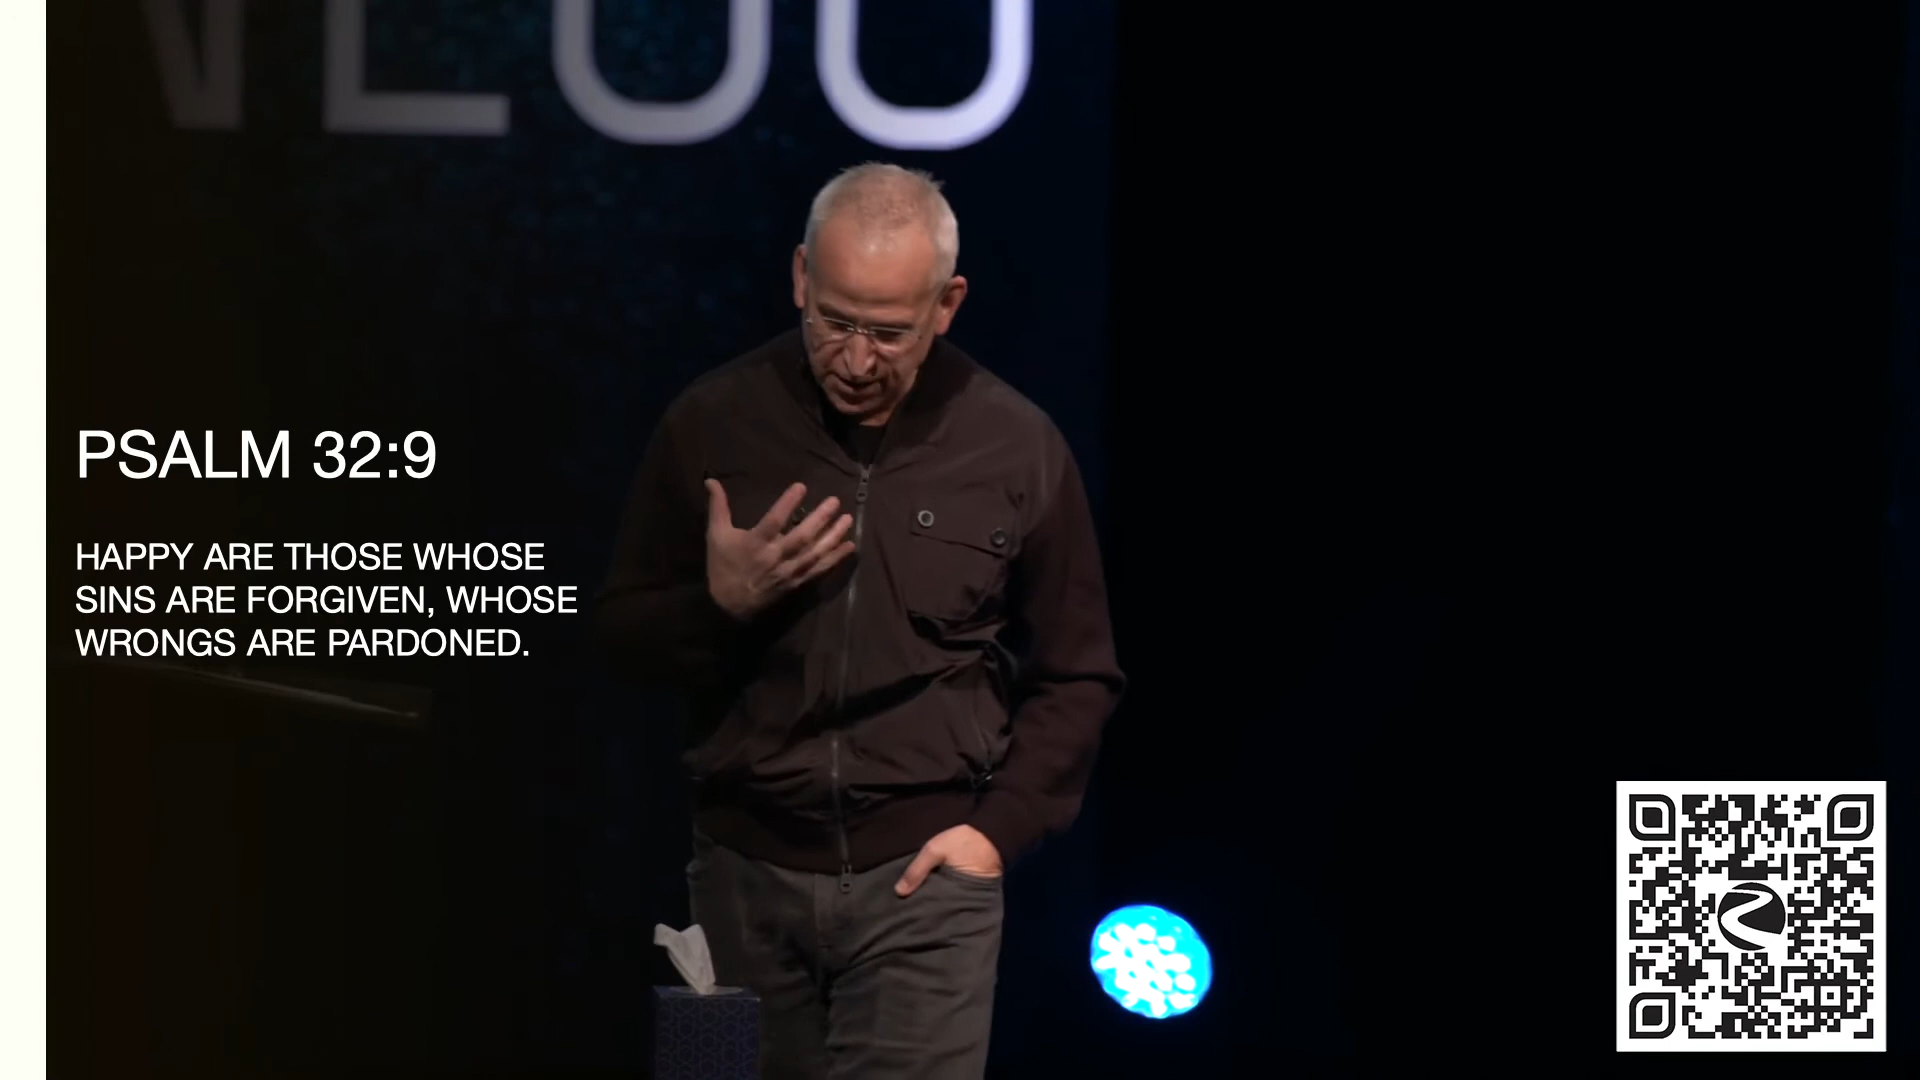 PSALM 32:9
HAPPY ARE THOSE WHOSE
SINS ARE FORGIVEN, WHOSE
WRONGS ARE PARDONED.